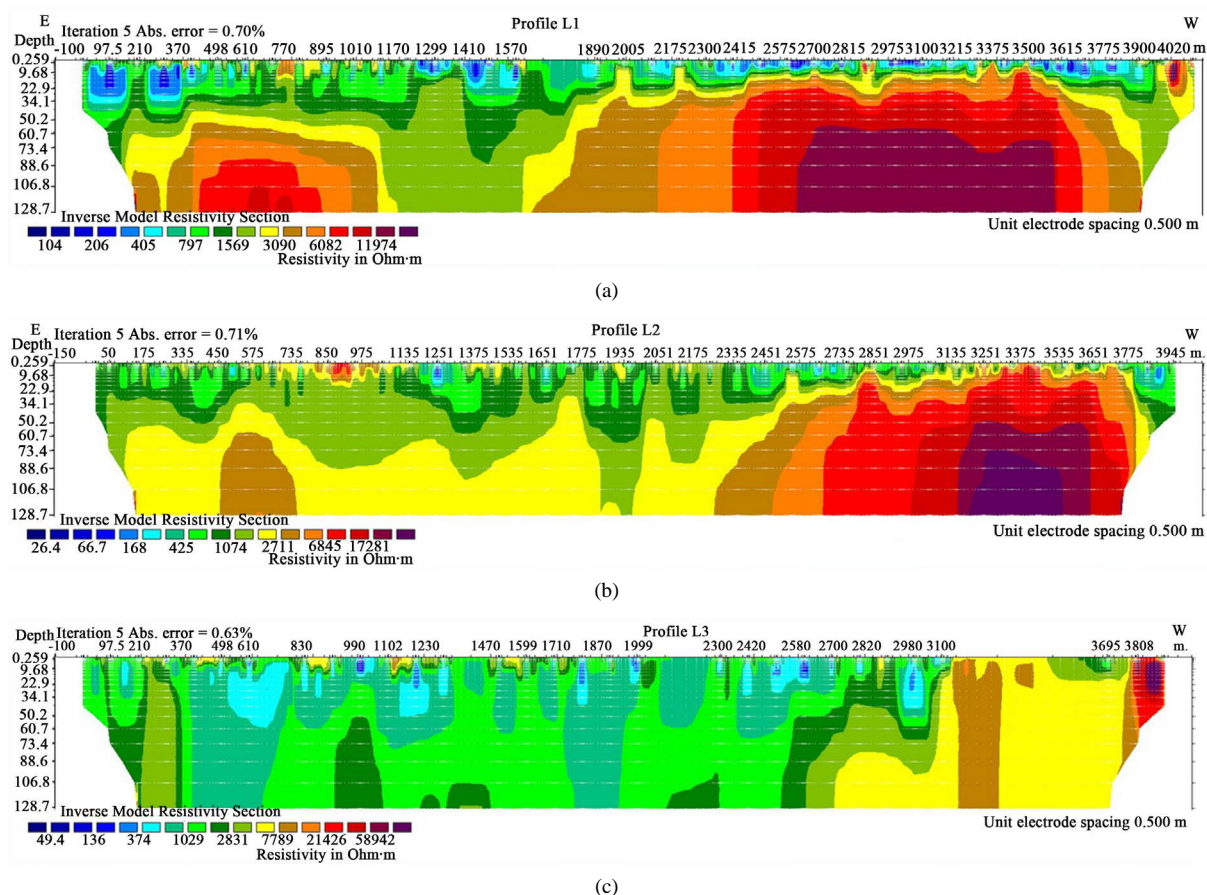 E Profile L1 W
Iteration 5 Abs. error = 0.70%
Depth
-100 97.5 210 370 498 610 770 895 1010 1170 1299 1410 1570 1890 2005 2175 2300 2415 2575 2700 2815 2975 3100 3215 3375 3500 3615 3775 3900 4020 m.
0.259
9.68
22.9
34.1
50.2
60.7
73.4
88.6
106.8
128.7
Inverse Model Resistivity Section
104 206 405 797 1569 3090 6082 11974
Resistivity in Ohm·m
Unit electrode spacing 0.500 m
(a)
E Iteration 5 Abs. error = 0.71% Profile L2 W
Depth
-150 50 175 335 450 575 735 850 975 1135 1251 1375 1535 1651 1775 1935 2051 2175 2335 2451 2575 2735 2851 2975 3135 3251 3375 3535 3651 3775 3945 m.
0.259
9.68
22.9
34.1
50.2
60.7
73.4
88.6
106.8
128.7
Inverse Model Resistivity Section
26.4 66.7 168 425 1074 2711 6845 17281
Resistivity in Ohm·m
Unit electrode spacing 0.500 m
(b)
Depth Iteration 5 Abs. error = 0.63% Profile L3 W
-100 97.5 210 370 498 610 830 990 1230 1470 1599 1710 1870 1999 2300 2420 2580 2700 2820 2980 3100 3695 3808 m.
0.259
9.68
22.9
34.1
50.2
60.7
73.4
88.6
106.8
128.7
Inverse Model Resistivity Section
49.4 136 374 1029 2831 7789 21426 58942
Resistivity in Ohm·m
Unit electrode spacing 0.500 m
(c)